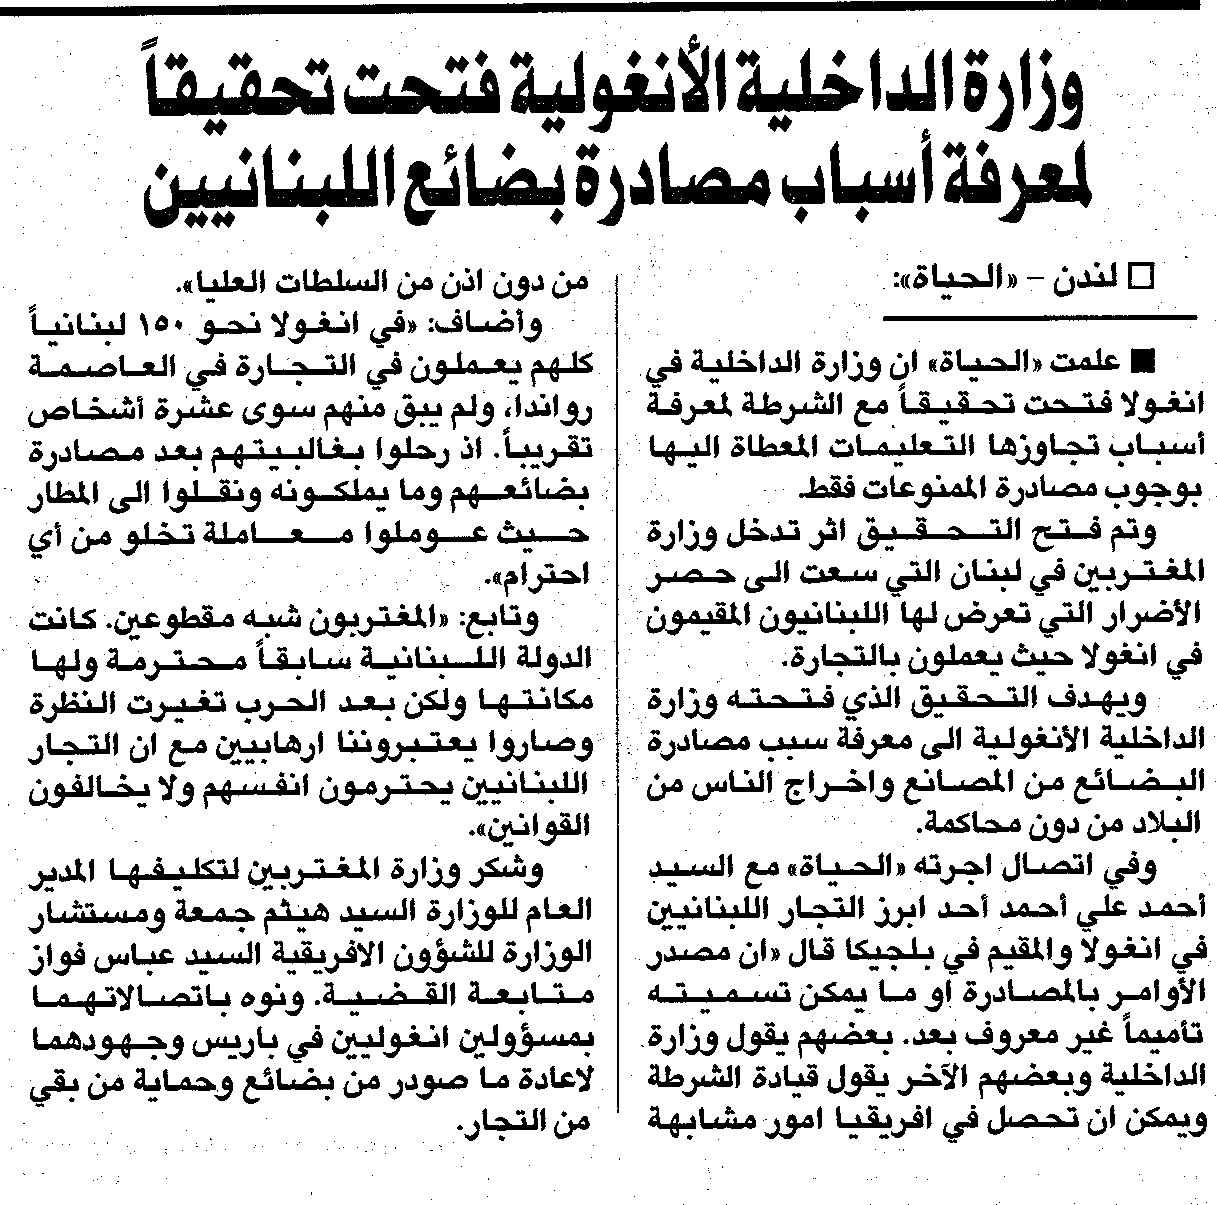 وزارة الداخلية الأنغولية فتحت تحقيقاً
لمعرفة أسباب مصادرة بضائع اللبنانيين
□ لندن – «الحياة»:
■ علمت «الحياة» ان وزارة الداخلية في
انغولا فتحت تحقيقاً مع الشرطة لمعرفة
أسباب تجاوزها التعليمات المعطاة اليها
بوجوب مصادرة الممنوعات فقط.
وتم فتح التحقيق اثر تدخل وزارة
المغتربين في لبنان التي سعت الى حصر
الأضرار التي تعرض لها اللبنانيون المقيمون
في انغولا حيث يعملون بالتجارة.
ويهدف التحقيق الذي فتحته وزارة
الداخلية الأنغولية الى معرفة سبب مصادرة
البضائع من المصانع واخراج الناس من
البلاد من دون محاكمة.
وفي اتصال اجرته «الحياة» مع السيد
أحمد علي أحمد أحد ابرز التجار اللبنانيين
في انغولا والمقيم في بلجيكا قال «ان مصدر
الأوامر بالمصادرة او ما يمكن تسميته
تأميماً غير معروف بعد. بعضهم يقول وزارة
الداخلية وبعضهم الآخر يقول قيادة الشرطة
ويمكن ان تحصل في افريقيا امور مشابهة
من دون اذن من السلطات العليا».
وأضاف: «في انغولا نحو ١٥٠ لبنانياً
كلهم يعملون في التجارة في العاصمة
رواندا، ولم يبق منهم سوى عشرة أشخاص
تقريباً. اذ رحلوا بغالبيتهم بعد مصادرة
بضائعهم وما يملكونه ونقلوا الى المطار
حيث عوملوا معاملة تخلو من أي
احترام».
وتابع: «المغتربون شبه مقطوعين. كانت
الدولة اللبنانية سابقاً محترمة ولها
مكانتها ولكن بعد الحرب تغيرت النظرة
وصاروا يعتبروننا ارهابيين مع ان التجار
اللبنانيين يحترمون انفسهم ولا يخالفون
القوانين».
وشكر وزارة المغتربين لتكليفها المدير
العام للوزارة السيد هيثم جمعة ومستشار
الوزارة للشؤون الافريقية السيد عباس فواز
متابعة القضية. ونوه باتصالاتهما
بمسؤولين انغوليين في باريس وجهودهما
لاعادة ما صودر من بضائع وحماية من بقي
من التجار.